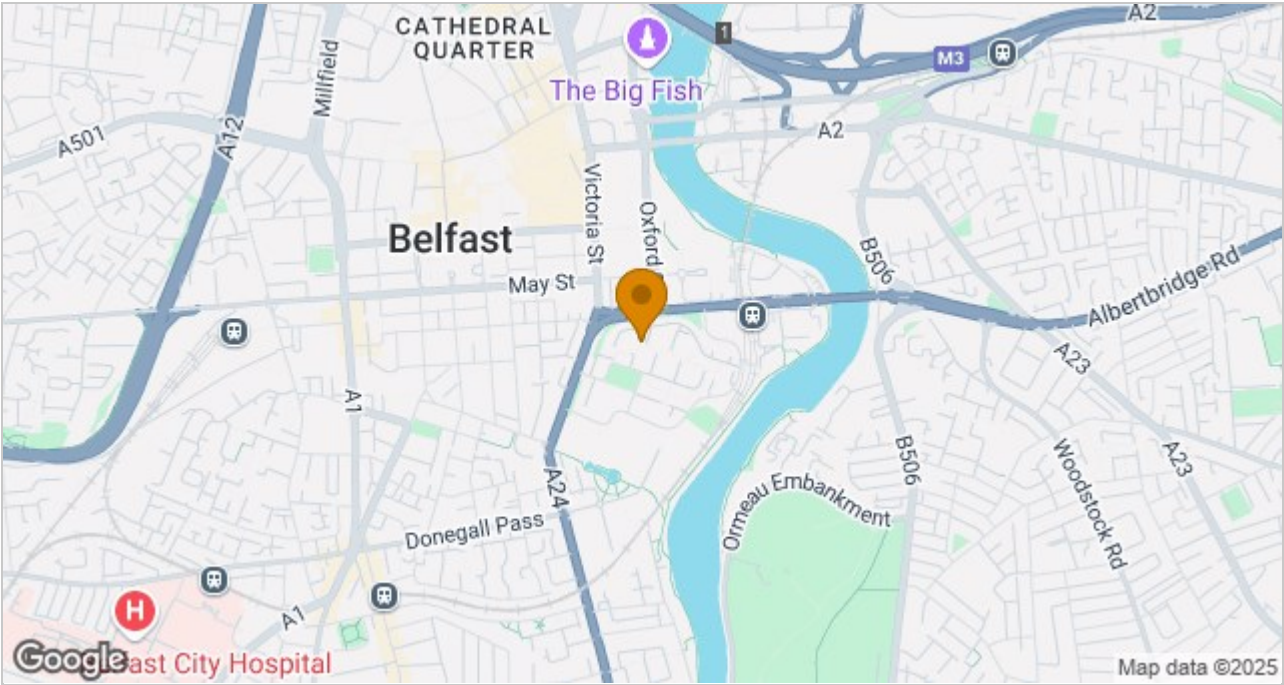 CATHEDRAL
QUARTER
A2
1
M3
The Big Fish
Millfield
A12
A501
A2
Victoria St
Oxford
Belfast
B506
May St
Albertbridge Rd
A23
A1
A24
B506
A23
Woodstock Rd
Ormeau Embankment
Donegall Pass
H
A1
Google
fast City Hospital
Map data ©2025